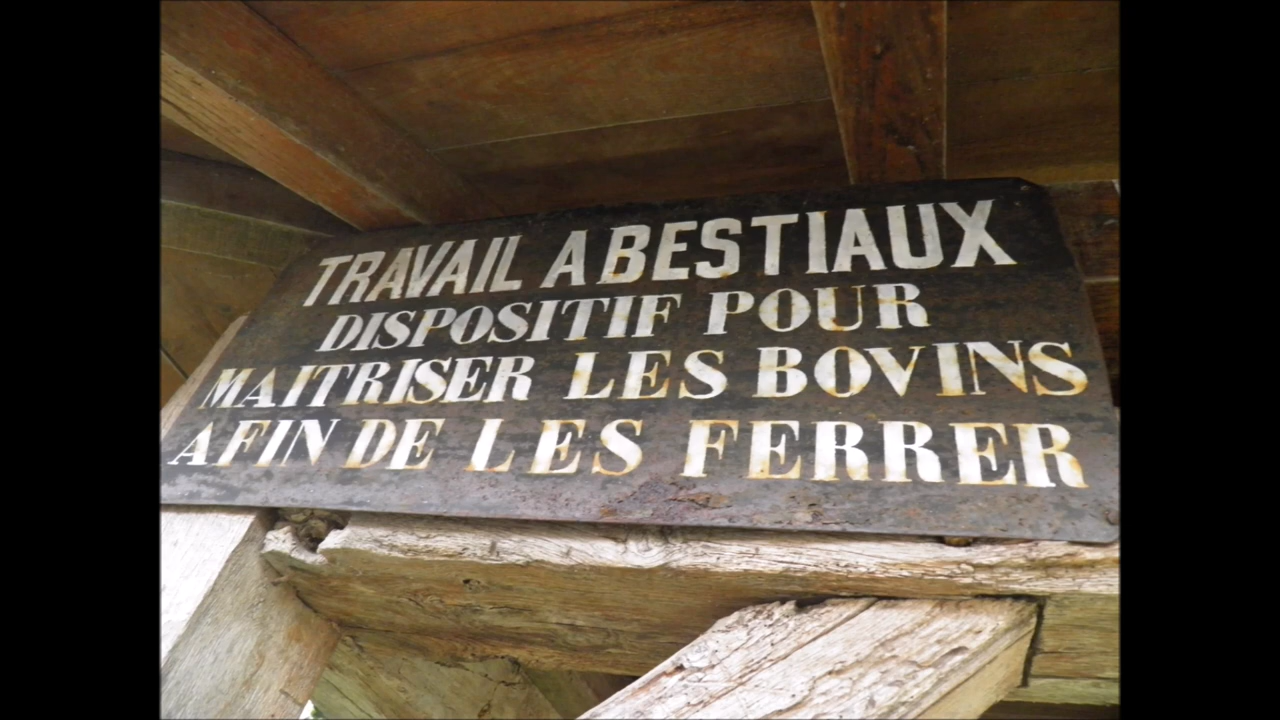 TRAVAIL A BESTIAUX
DISPOSITIF POUR
MAITRISER LES BOVINS
AFIN DE LES FERRER